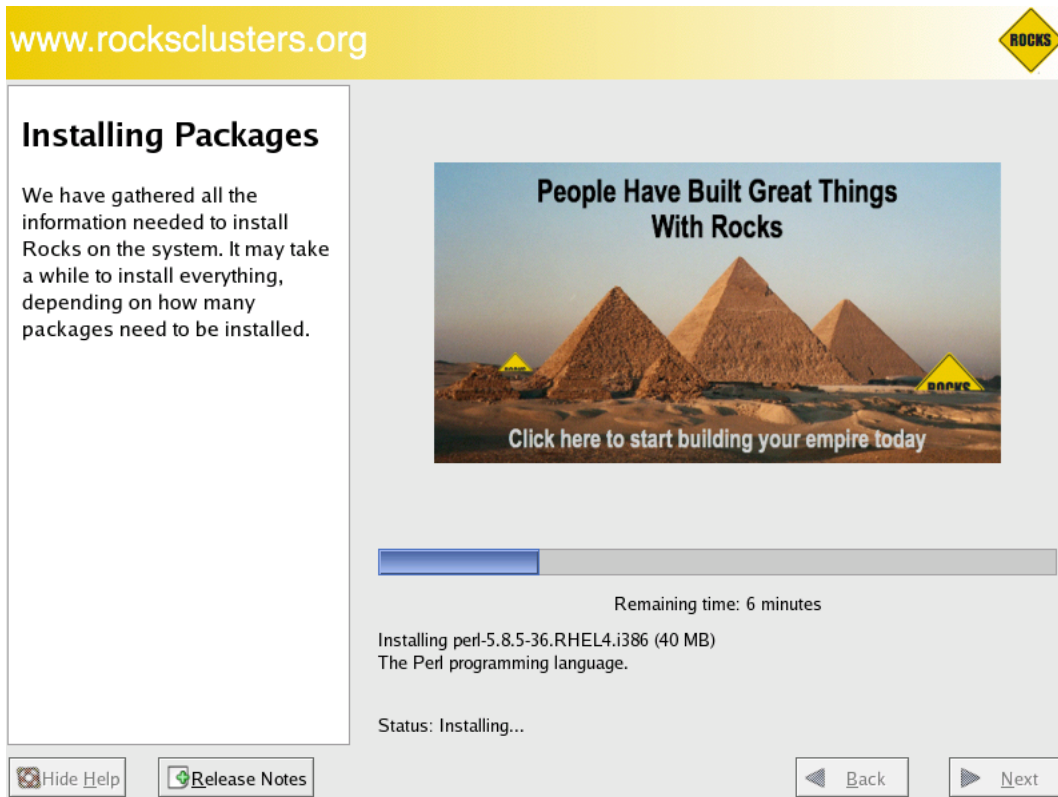 www.rocksclusters.org
ROCKS
Installing Packages
We have gathered all the
information needed to install
Rocks on the system. It may take
a while to install everything,
depending on how many
packages need to be installed.
People Have Built Great Things
With Rocks
ROCKS
Click here to start building your empire today
Remaining time: 6 minutes
Installing perl-5.8.5-36.RHEL4.i386 (40 MB)
The Perl programming language.
Status: Installing...
Hide Help
Release Notes
Back
Next